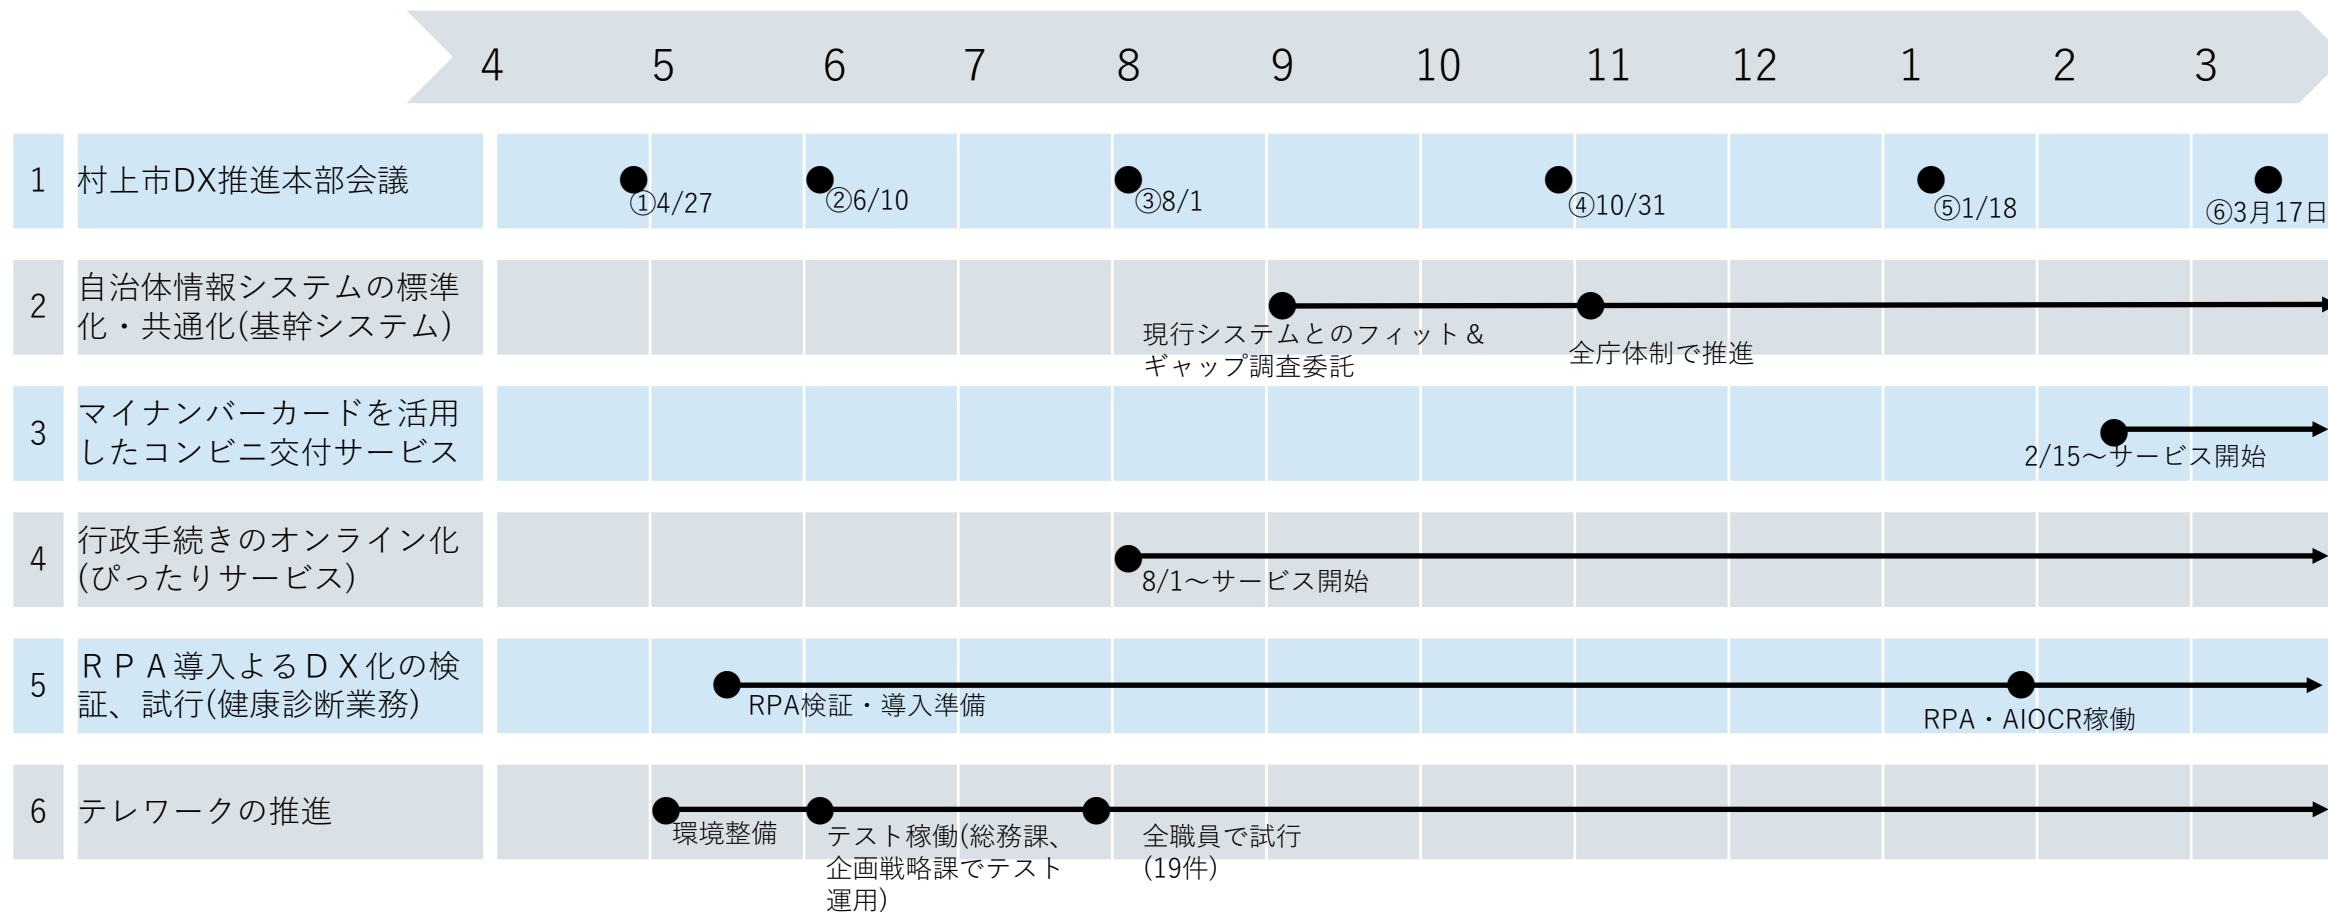 4 5 6 7 8 9 10 11 12 1 2 3
1 村上市DX推進本部会議
①4/27 ②6/10 ③8/1 ④10/31 ⑤1/18 ⑥3月17日
2 自治体情報システムの標準
化・共通化(基幹システム)
現行システムとのフィット＆
ギャップ調査委託
全庁体制で推進
3 マイナンバーカードを活用
したコンビニ交付サービス
2/15～サービス開始
4 行政手続きのオンライン化
(ぴったりサービス)
8/1～サービス開始
5 ＲＰＡ導入よるＤＸ化の検
証、試行(健康診断業務)
RPA検証・導入準備
RPA・AIOCR稼働
6 テレワークの推進
環境整備
テスト稼働(総務課、
企画戦略課でテスト
運用)
全職員で試行
(19件)